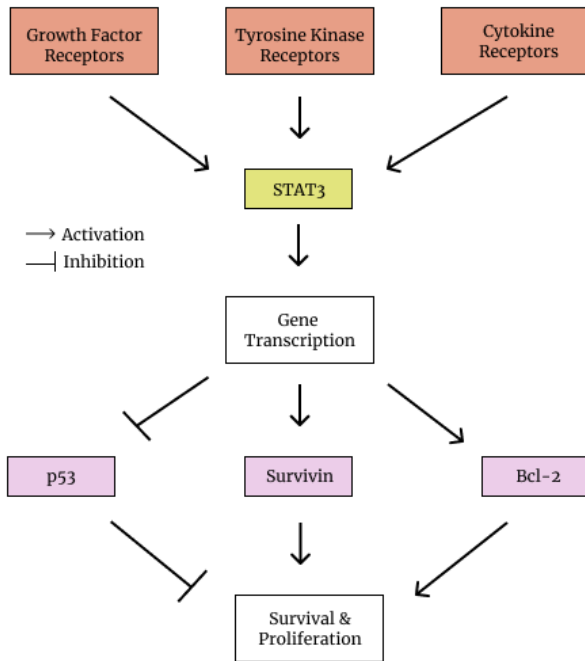 Growth Factor
Receptors
Tyrosine Kinase
Receptors
Cytokine
Receptors
STAT3
Activation
Inhibition
Gene
Transcription
p53
Survivin
Bcl-2
Survival &
Proliferation